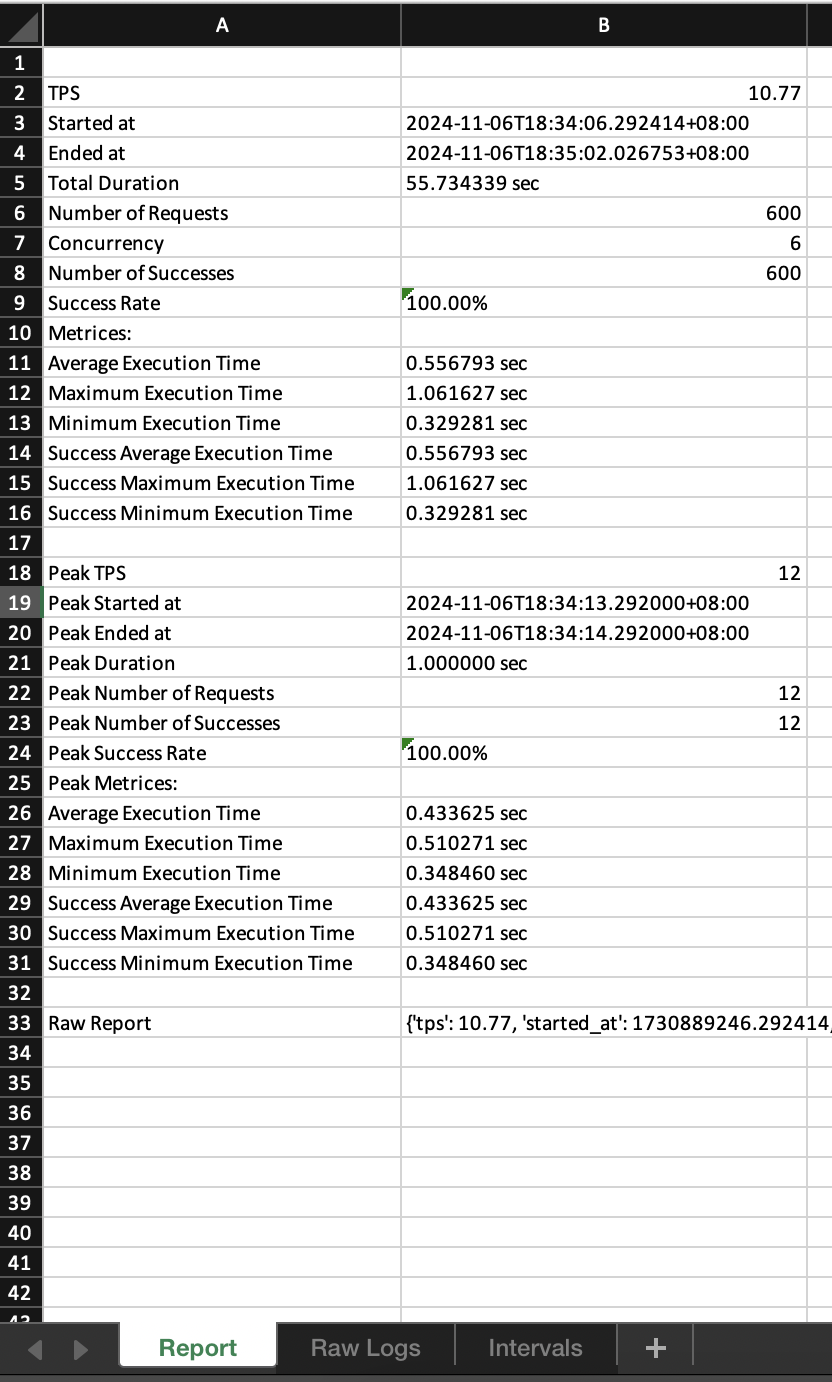 A B
1
2 TPS 10.77
3 Started at 2024-11-06T18:34:06.292414+08:00
4 Ended at 2024-11-06T18:35:02.026753+08:00
5 Total Duration 55.734339 sec
6 Number of Requests 600
7 Concurrency 6
8 Number of Successes 600
9 Success Rate 100.00%
10 Metrices:
11 Average Execution Time 0.556793 sec
12 Maximum Execution Time 1.061627 sec
13 Minimum Execution Time 0.329281 sec
14 Success Average Execution Time 0.556793 sec
15 Success Maximum Execution Time 1.061627 sec
16 Success Minimum Execution Time 0.329281 sec
17
18 Peak TPS 12
19 Peak Started at 2024-11-06T18:34:13.292000+08:00
20 Peak Ended at 2024-11-06T18:34:14.292000+08:00
21 Peak Duration 1.000000 sec
22 Peak Number of Requests 12
23 Peak Number of Successes 12
24 Peak Success Rate 100.00%
25 Peak Metrices:
26 Average Execution Time 0.433625 sec
27 Maximum Execution Time 0.510271 sec
28 Minimum Execution Time 0.348460 sec
29 Success Average Execution Time 0.433625 sec
30 Success Maximum Execution Time 0.510271 sec
31 Success Minimum Execution Time 0.348460 sec
32
33 Raw Report {'tps': 10.77, 'started_at': 1730889246.292414,
34
35
36
37
38
39
40
41
42
Report Raw Logs Intervals +